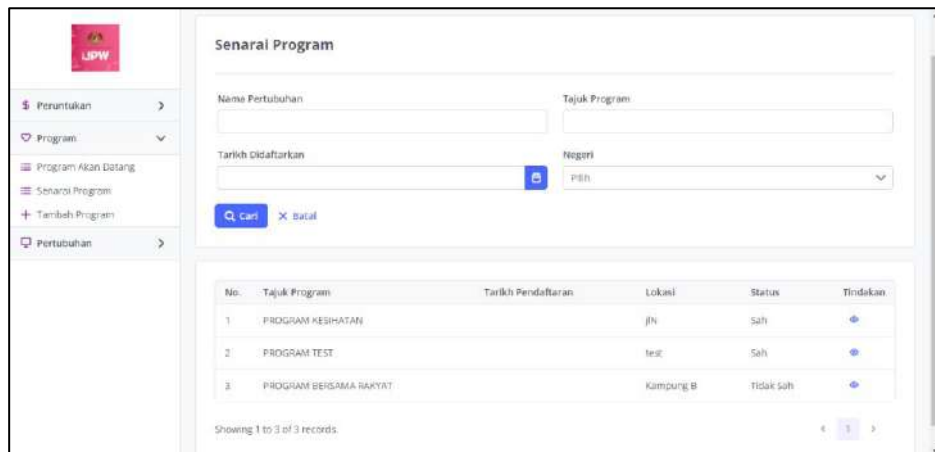 IJPW
Senarai Program
$ Peruntukan
Nama Pertubuhan
Tajuk Program
Program
Tarikh Didaftarkan
Negeri
Program Akan Datang
Pilih
Senarai Program
+ Tambah Program
Cari
Batal
Pertubuhan
No. Tajuk Program Tarikh Pendaftaran Lokasi Status Tindakan
1 PROGRAM KESIHATAN jlN Sah
2 PROGRAM TEST test Sah
3 PROGRAM BERSAMA RAKYAT Kampung B Tidak Sah
Showing 1 to 3 of 3 records.
1